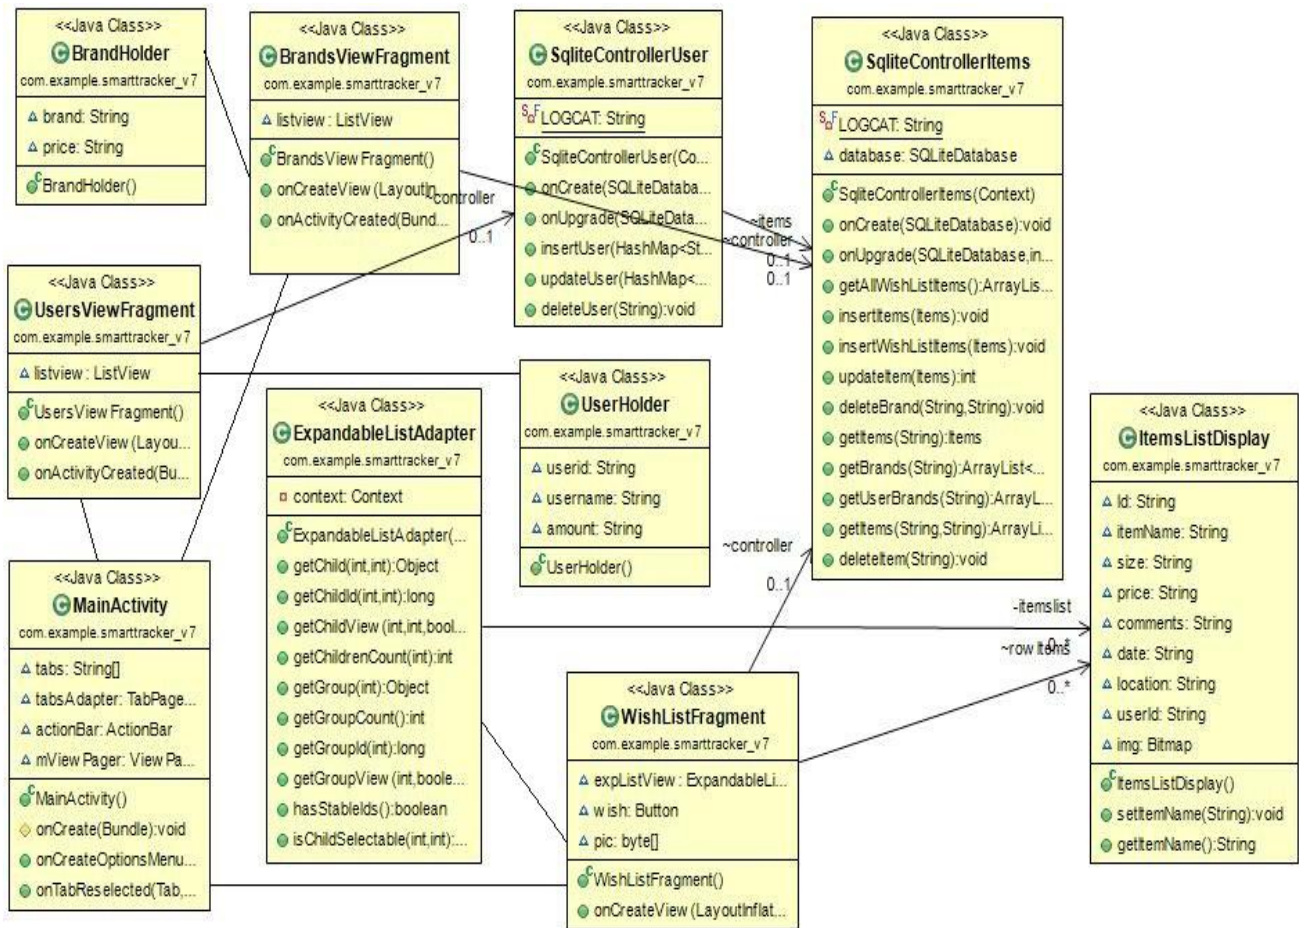 <<Java Class>>
BrandHolder
com.example.smarttracker_v7
brand: String
price: String
BrandHolder()
<<Java Class>>
BrandsViewFragment
com.example.smarttracker_v7
listview : ListView
BrandsView Fragment()
onCreateView (LayoutIn
onActivityCreated(Bund...
<<Java Class>>
SqliteControllerUser
com.example.smarttracker_v7
LOGCAT: String
SqliteControllerUser(Co...
onCreate(SQLiteDataba...
onUpgrade(SQLiteData...
insertUser(HashMap<St...
updateUser(HashMap<...
deleteUser(String):void
<<Java Class>>
SqliteControllerItems
com.example.smarttracker_v7
LOGCAT: String
database: SQLiteDatabase
SqliteControllerItems(Context)
onCreate(SQLiteDatabase):void
onUpgrade(SQLiteDatabase,in...
getAllWishListItems():ArrayLis...
insertItems(Items):void
insertWishListItems(Items):void
updateItem(Items):int
deleteBrand(String,String):void
getItems(String):Items
getBrands(String):ArrayList<...
getUserBrands(String):ArrayL...
getItems(String,String):ArrayLi...
deleteItem(String):void
~controller
0..1
~items
~controller
0..1
0..1
<<Java Class>>
UsersViewFragment
com.example.smarttracker_v7
listview : ListView
UsersView Fragment()
onCreateView (Layou...
onActivityCreated(Bu...
<<Java Class>>
ExpandableListAdapter
com.example.smarttracker_v7
context: Context
ExpandableListAdapter(...
getChild(int,int):Object
getChildId(int,int):long
getChildView (int,int,bool...
getChildrenCount(int):int
getGroup(int):Object
getGroupCount():int
getGroupId(int):long
getGroupView (int,boole...
hasStableIds():boolean
isChildSelectable(int,int):...
<<Java Class>>
UserHolder
com.example.smarttracker_v7
userid: String
username: String
amount: String
UserHolder()
~controller
0..1
<<Java Class>>
ItemsListDisplay
com.example.smarttracker_v7
Id: String
itemName: String
size: String
price: String
comments: String
date: String
location: String
userId: String
img: Bitmap
ItemsListDisplay()
setItemName(String):void
getItemName():String
-itemslist
0..*
~row Items
0..*
<<Java Class>>
MainActivity
com.example.smarttracker_v7
tabs: String[]
tabsAdapter: TabPage...
actionBar: ActionBar
mView Pager: View Pa...
MainActivity()
onCreate(Bundle):void
onCreateOptionsMenu...
onTabReselected(Tab,...
<<Java Class>>
WishListFragment
com.example.smarttracker_v7
expListView : ExpandableLi...
wish: Button
pic: byte[]
WishListFragment()
onCreateView (LayoutInflat...